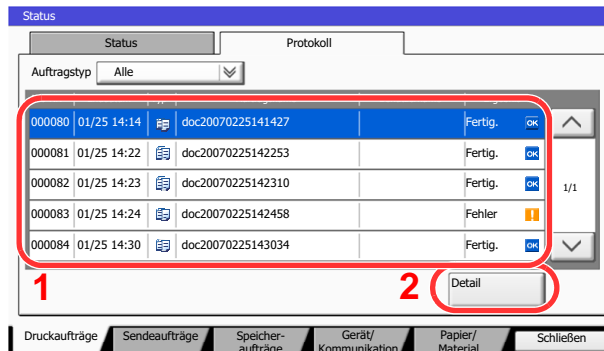 Status
Status Protokoll
Auftragstyp Alle
000080 01/25 14:14 doc20070225141427 Fertig. OK
000081 01/25 14:22 doc20070225142253 Fertig. OK
000082 01/25 14:23 doc20070225142310 Fertig. OK
1/1
000083 01/25 14:24 doc20070225142458 Fehler !
000084 01/25 14:30 doc20070225143034 Fertig. OK
1 2 Detail
Druckaufträge Sendeaufträge Speicher- Gerät/ Papier/ Schließen
aufträge Kommunikation Material